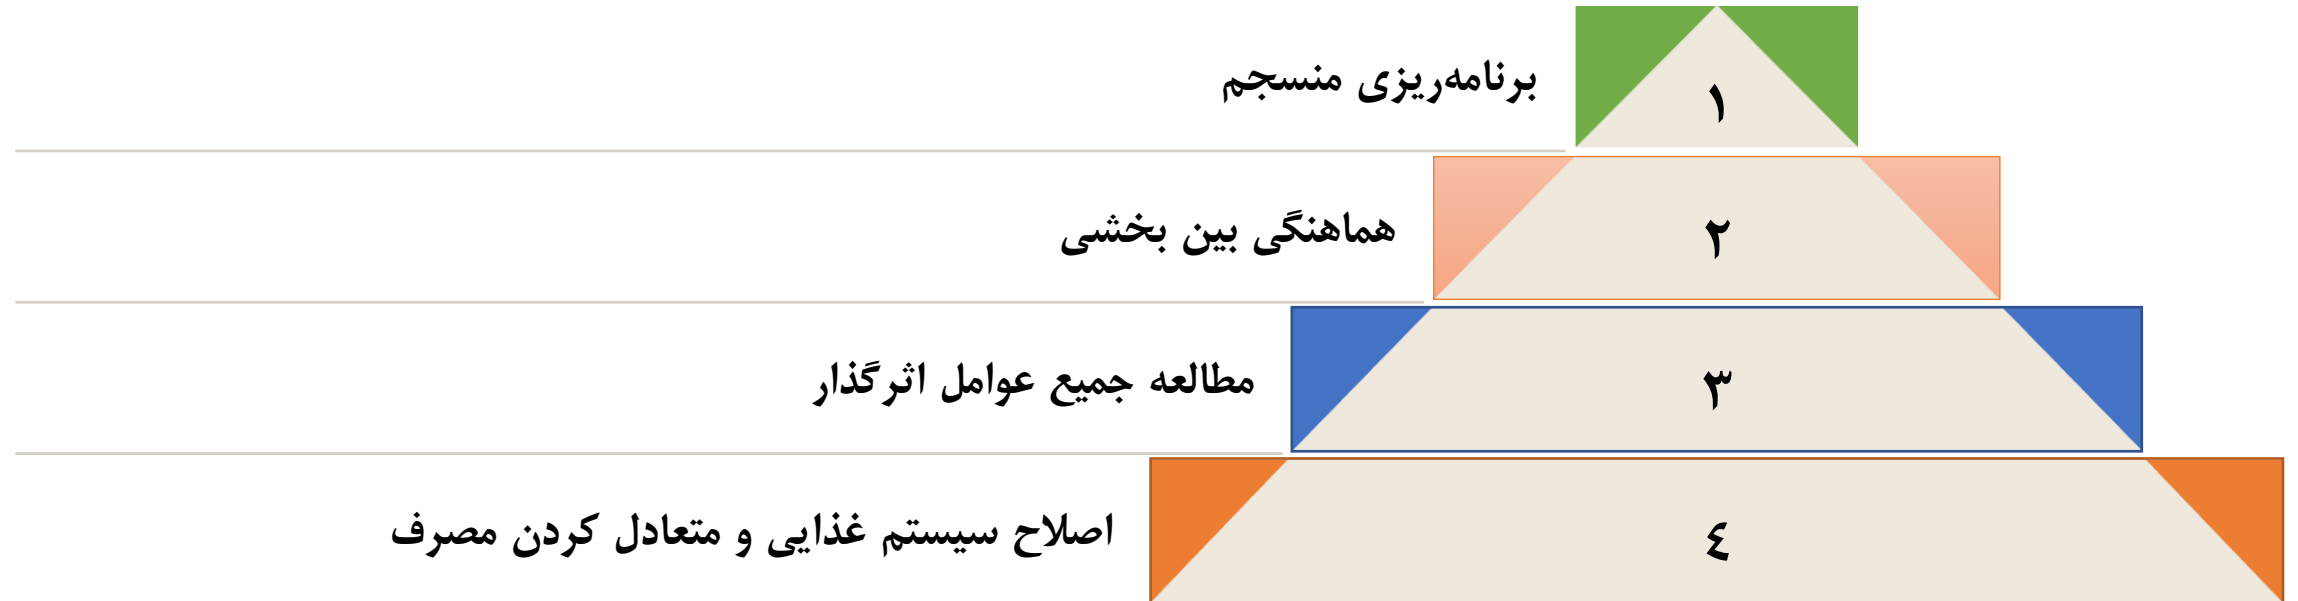 برنامه‌ریزی منسجم
۱
هماهنگی بین بخشی
۲
مطالعه جمیع عوامل اثرگذار
۳
اصلاح سیستم غذایی و متعادل کردن مصرف
٤